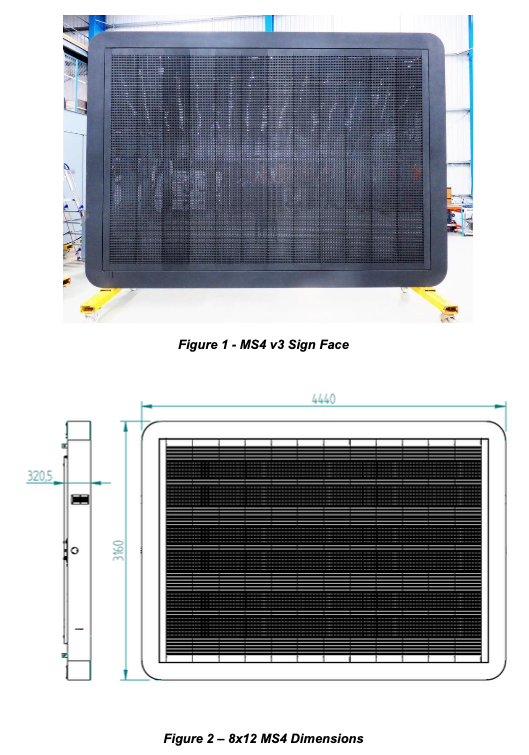 Figure 1 - MS4 v3 Sign Face
4440
320,5
3160
Figure 2 – 8x12 MS4 Dimensions